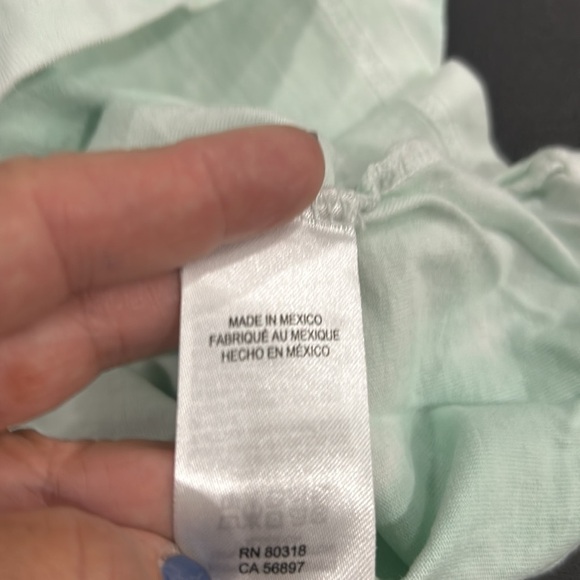 MADE IN MEXICO
FABRIQUÉ AU MEXIQUE
HECHO EN MÉXICO
RN 80318
CA 56897